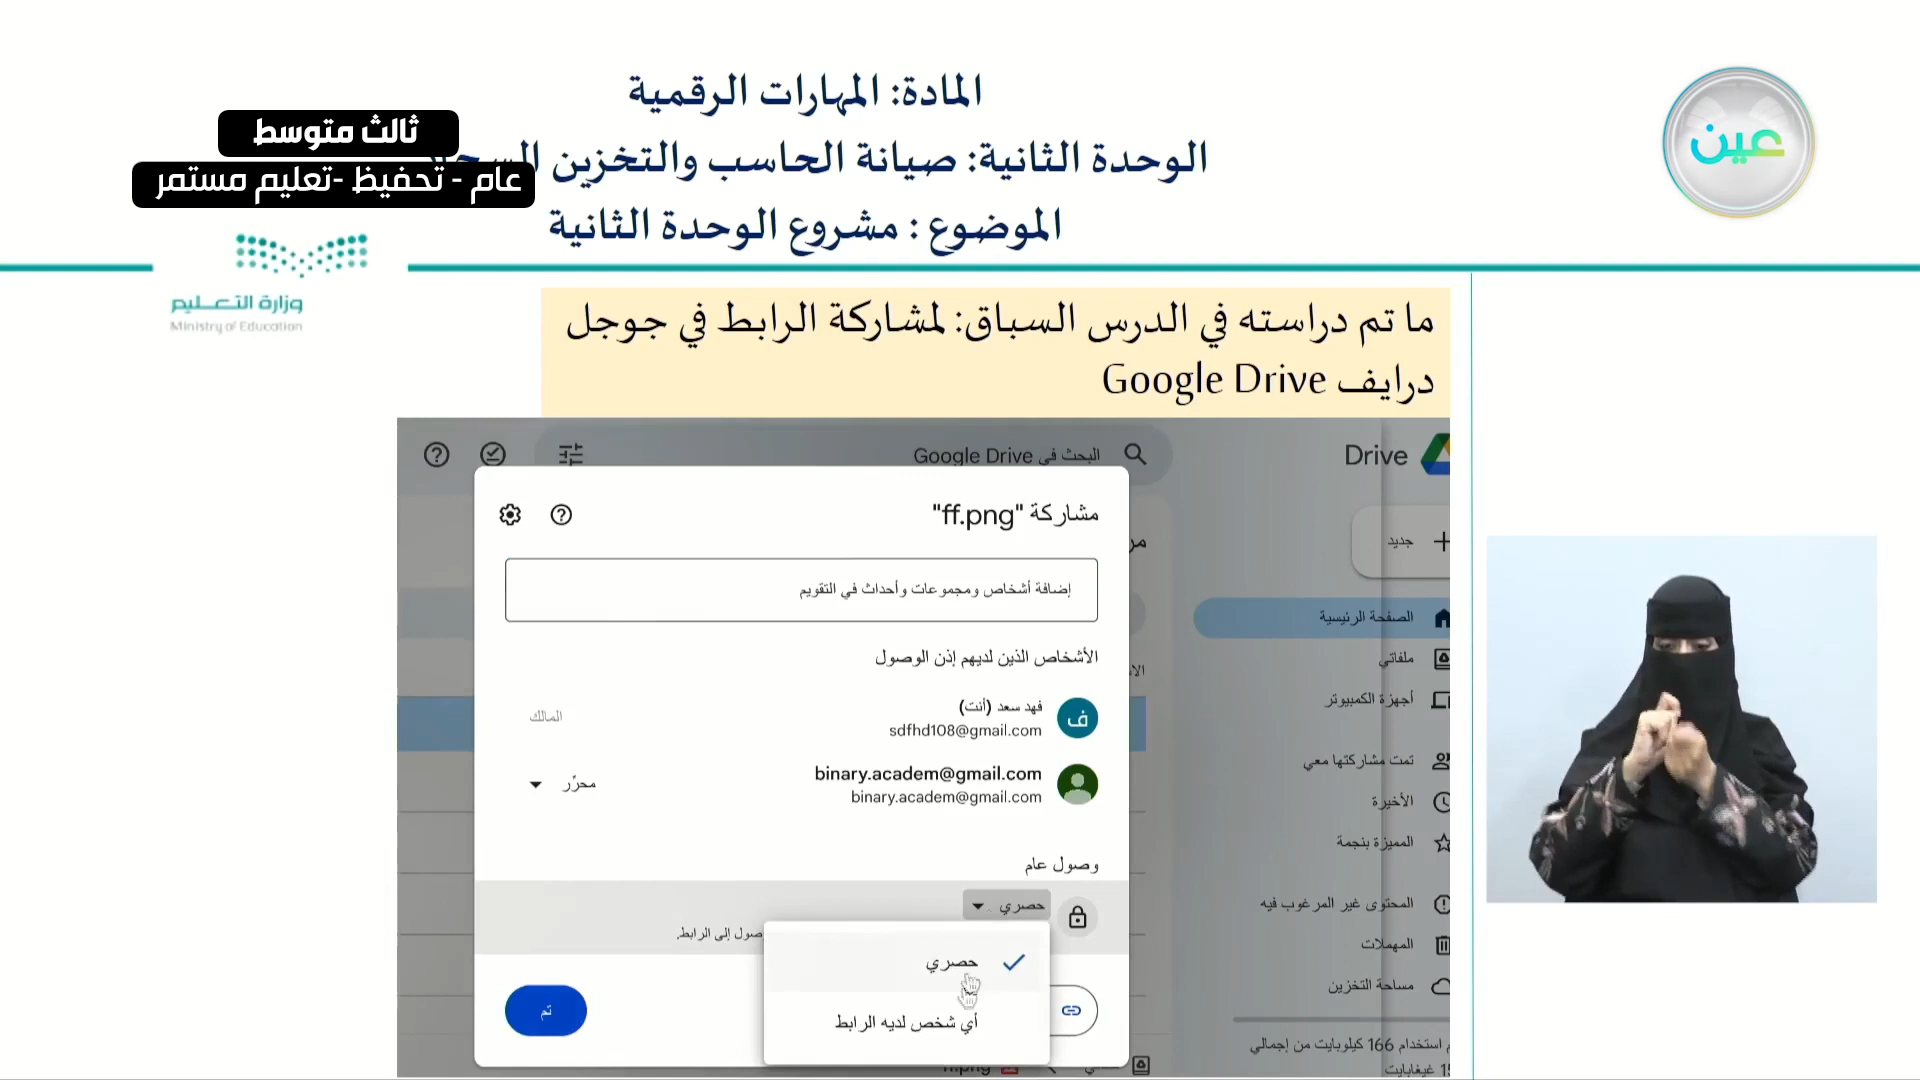 المادة: المهارات الرقمية
الوحدة الثانية: صيانة الحاسب والتخزين
الموضوع : مشروع الوحدة الثانية
ثالث متوسط
عام - تحفيظ -تعليم مستمر
عين
وزارة التعليم
Ministry of Education
ما تم دراسته في الدرس السباق: لمشاركة الرابط في جوجل
درايف Google Drive
Drive
البحث في Google Drive
جديد
الصفحة الرئيسية
ملفاتي
أجهزة الكمبيوتر
تمت مشاركتها معي
الأخيرة
المميزة بنجمة
المحتوى غير المرغوب فيه
المهملات
مساحة التخزين
استخدام 166 كيلوبايت من إجمالي
غيغابايت
مشاركة "ff.png"
إضافة أشخاص ومجموعات وأحداث في التقويم
الأشخاص الذين لديهم إذن الوصول
فهد سعد (أنت)
sdfhd108@gmail.com
المالك
binary.academ@gmail.com
binary.academ@gmail.com
محرِّر
وصول عام
حصري
إلى الرابط.
حصري
أي شخص لديه الرابط
تم
ff.png